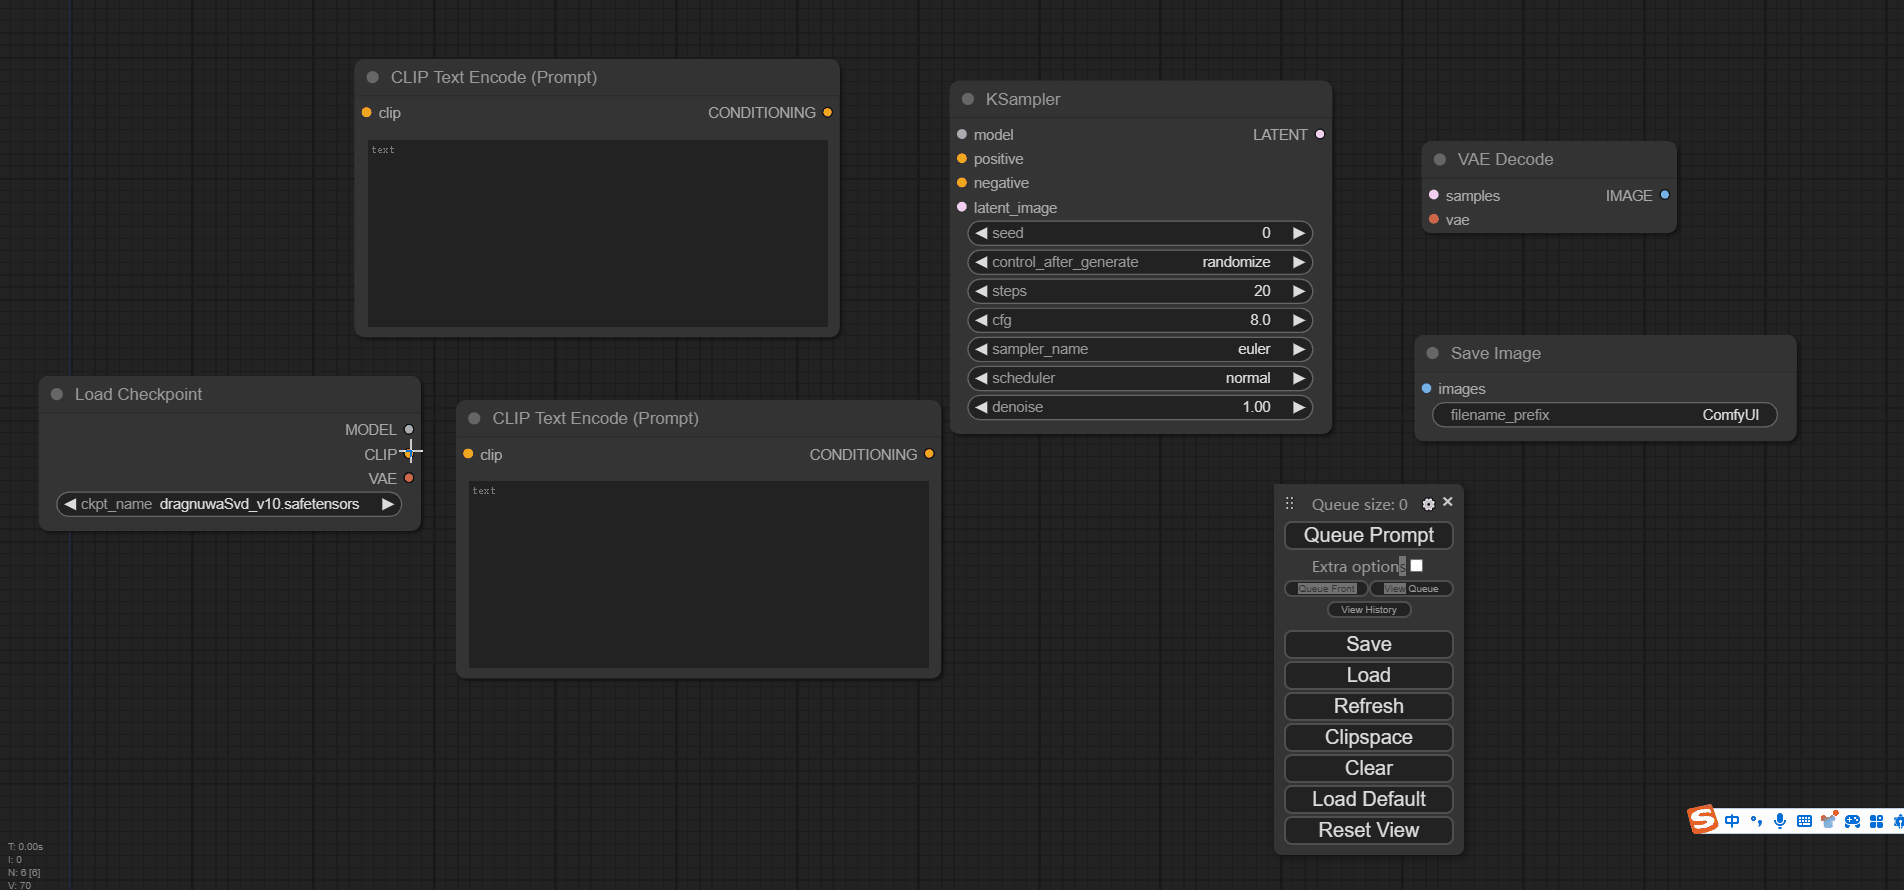 CLIP Text Encode (Prompt)
clip
CONDITIONING
text
KSampler
model
LATENT
positive
negative
latent_image
seed 0
control_after_generate randomize
steps 20
cfg 8.0
sampler_name euler
scheduler normal
denoise 1.00
VAE Decode
samples
IMAGE
vae
Save Image
images
filename_prefix ComfyUI
Load Checkpoint
MODEL
CLIP
VAE
ckpt_name dragnuwaSvd_v10.safetensors
CLIP Text Encode (Prompt)
clip
CONDITIONING
text
Queue size: 0
Queue Prompt
Extra options
Queue Front
View Queue
View History
Save
Load
Refresh
Clipspace
Clear
Load Default
Reset View
S 中
T: 0.00s
I: 0
N: 6 [6]
V: 70